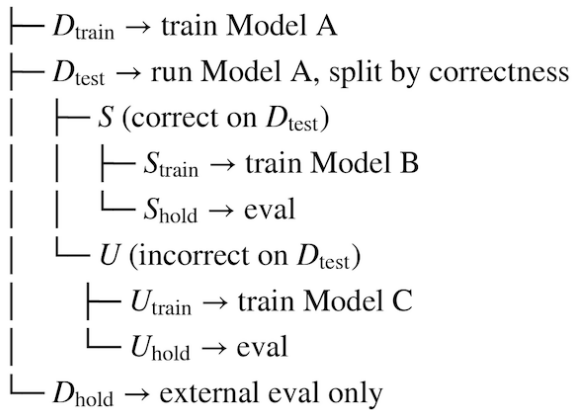 D_train → train Model A
D_test → run Model A, split by correctness
S (correct on D_test)
S_train → train Model B
S_hold → eval
U (incorrect on D_test)
U_train → train Model C
U_hold → eval
D_hold → external eval only